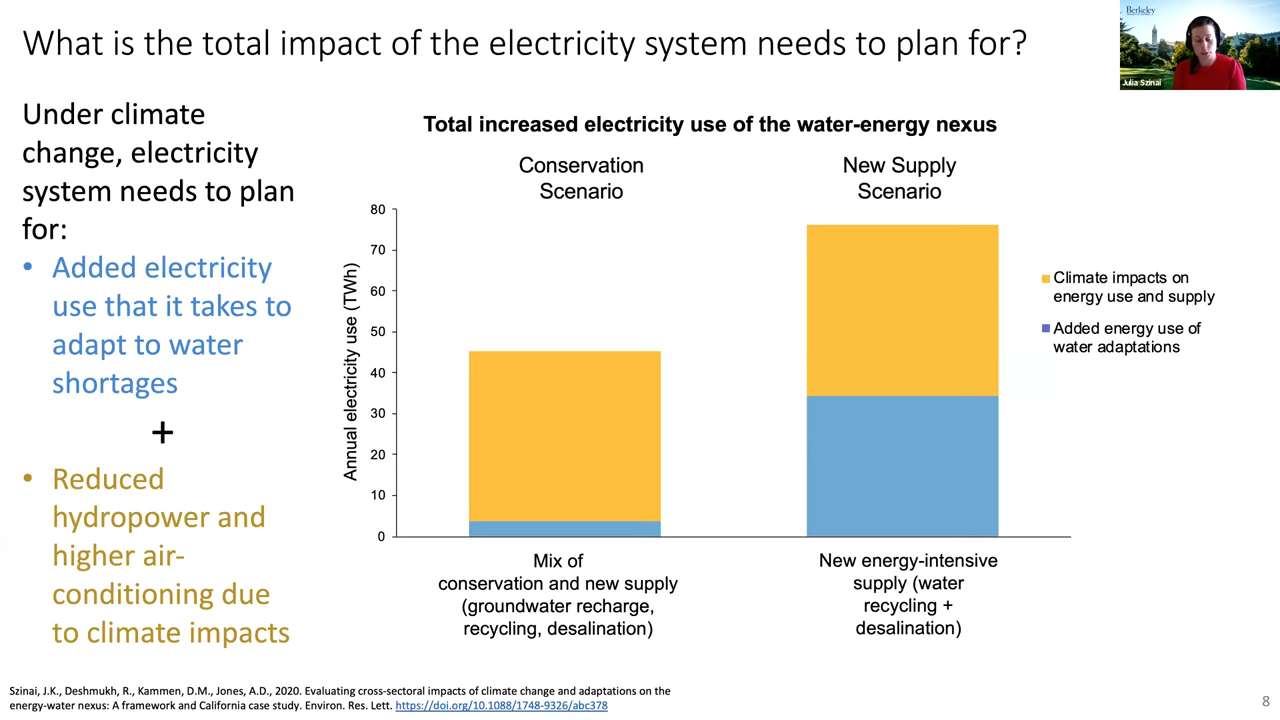 What is the total impact of the electricity system needs to plan for?
Berkeley
Julia Szinai
Under climate
change, electricity
system needs to plan
for:
• Added electricity
use that it takes to
adapt to water
shortages
+
• Reduced
hydropower and
higher air-
conditioning due
to climate impacts
Total increased electricity use of the water-energy nexus
Conservation
Scenario
New Supply
Scenario
Annual electricity use (TWh)
80
70
60
50
40
30
20
10
0
Mix of
conservation and new supply
(groundwater recharge,
recycling, desalination)
New energy-intensive
supply (water
recycling +
desalination)
Climate impacts on
energy use and supply
Added energy use of
water adaptations
Szinai, J.K., Deshmukh, R., Kammen, D.M., Jones, A.D., 2020. Evaluating cross-sectoral impacts of climate change and adaptations on the
energy-water nexus: A framework and California case study. Environ. Res. Lett. https://doi.org/10.1088/1748-9326/abc378
8